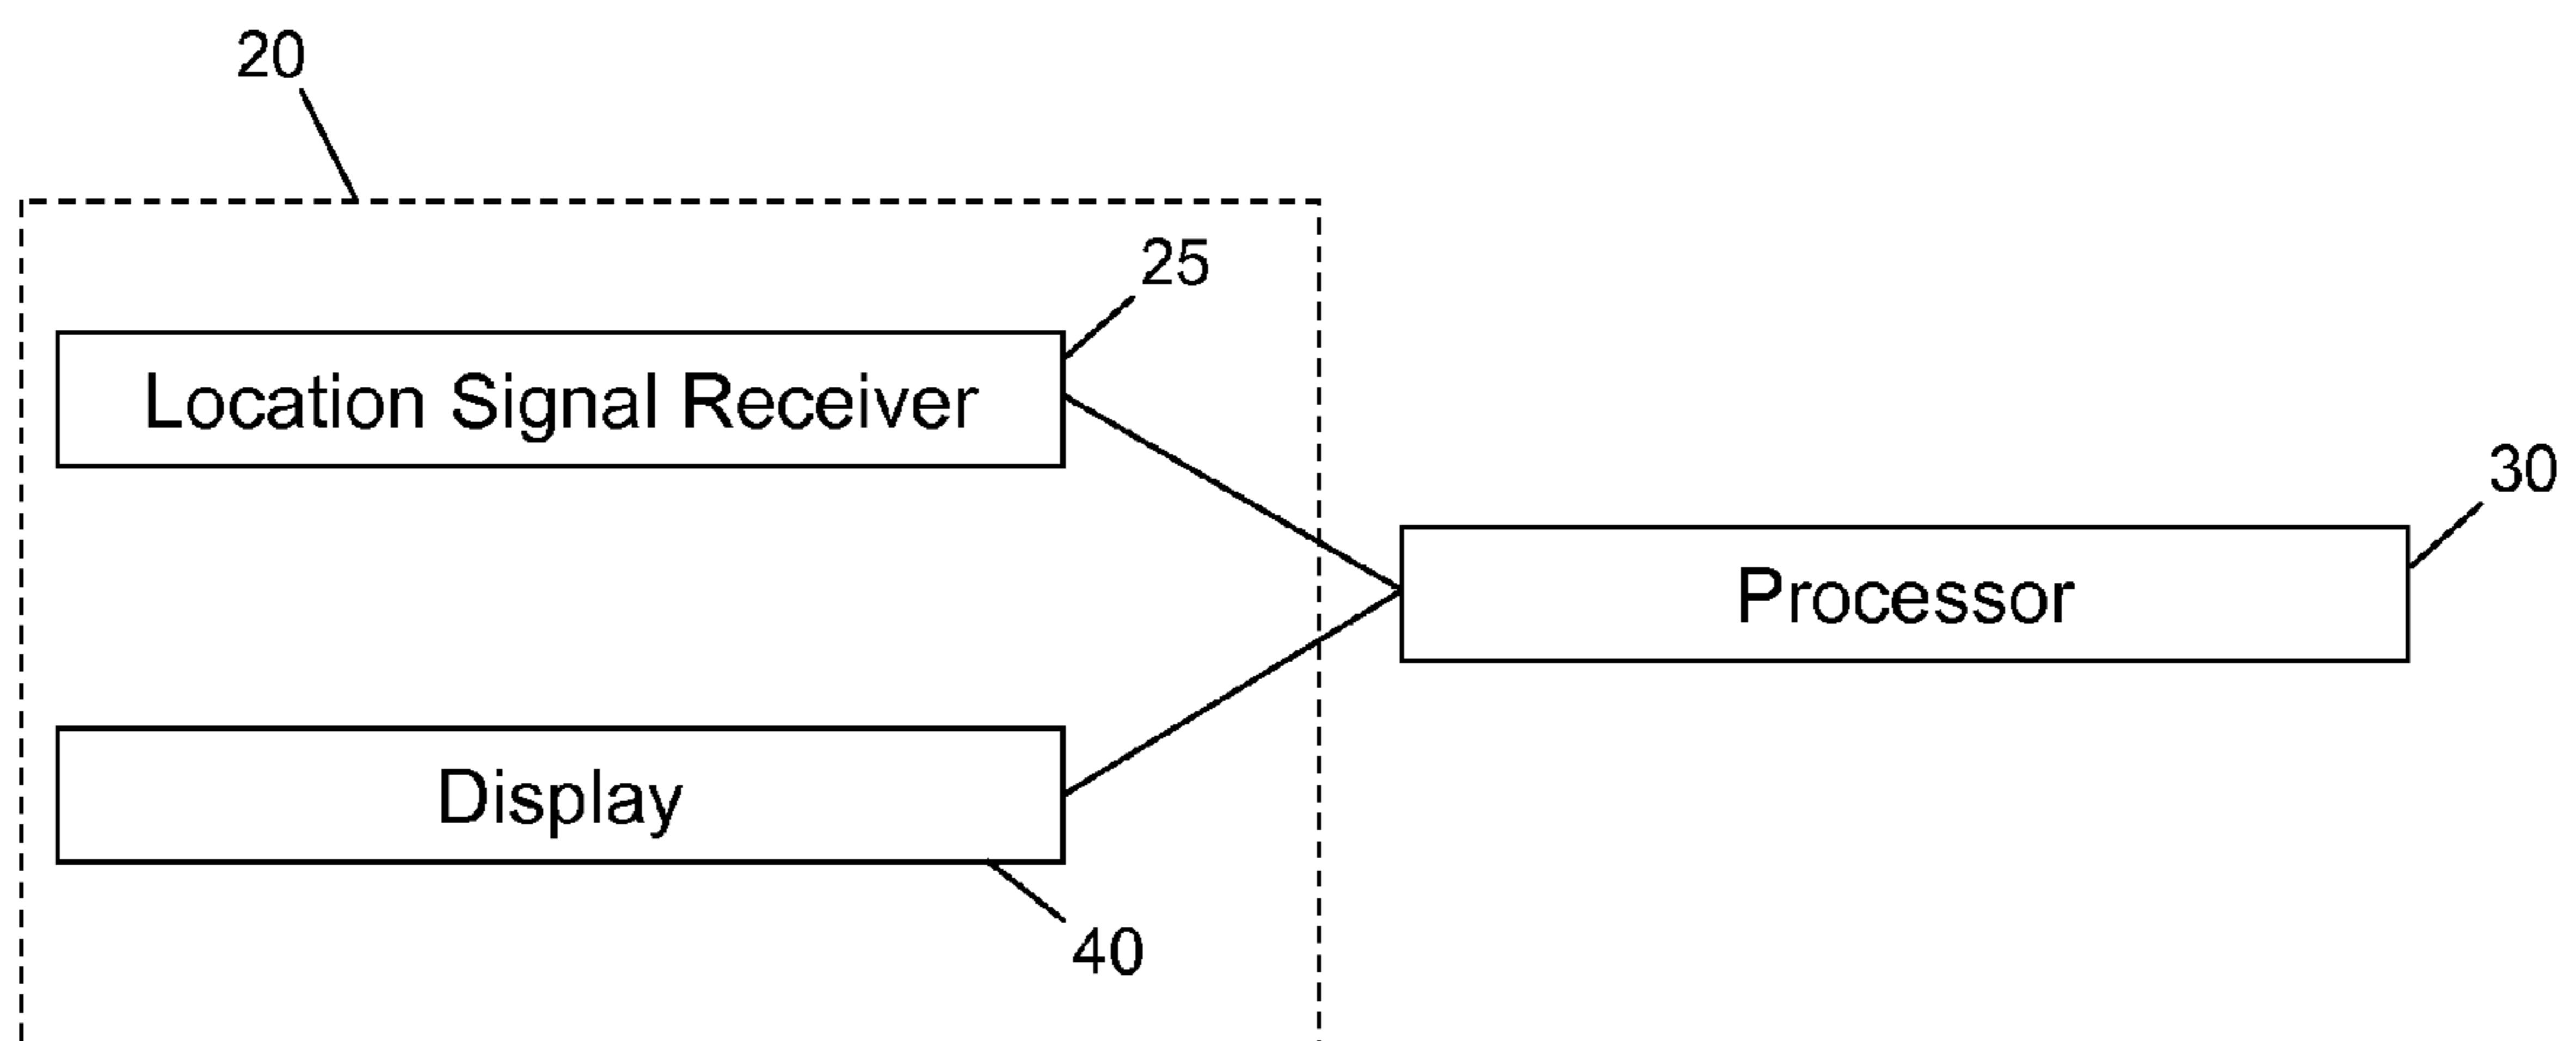 20
25
Location Signal Receiver
30
Processor
Display
40